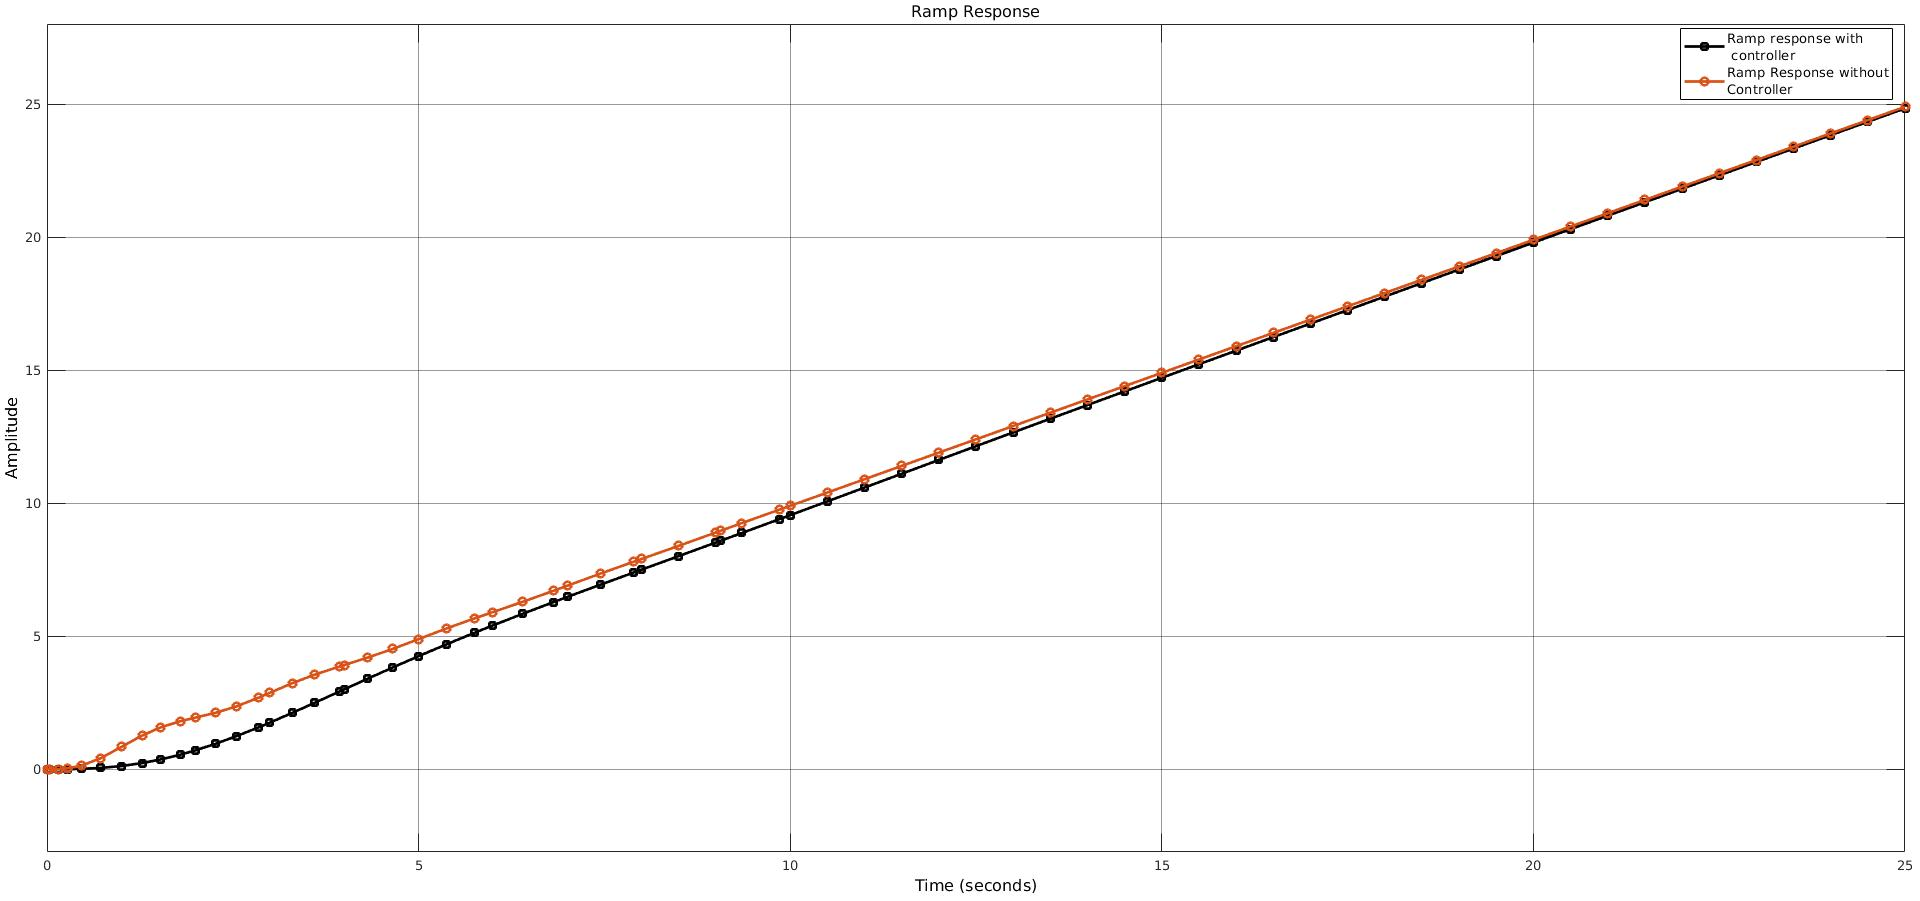 Ramp Response
Ramp response with
controller
Ramp Response without
Controller
25
20
15
10
5
0
Amplitude
0 5 10 15 20 25
Time (seconds)